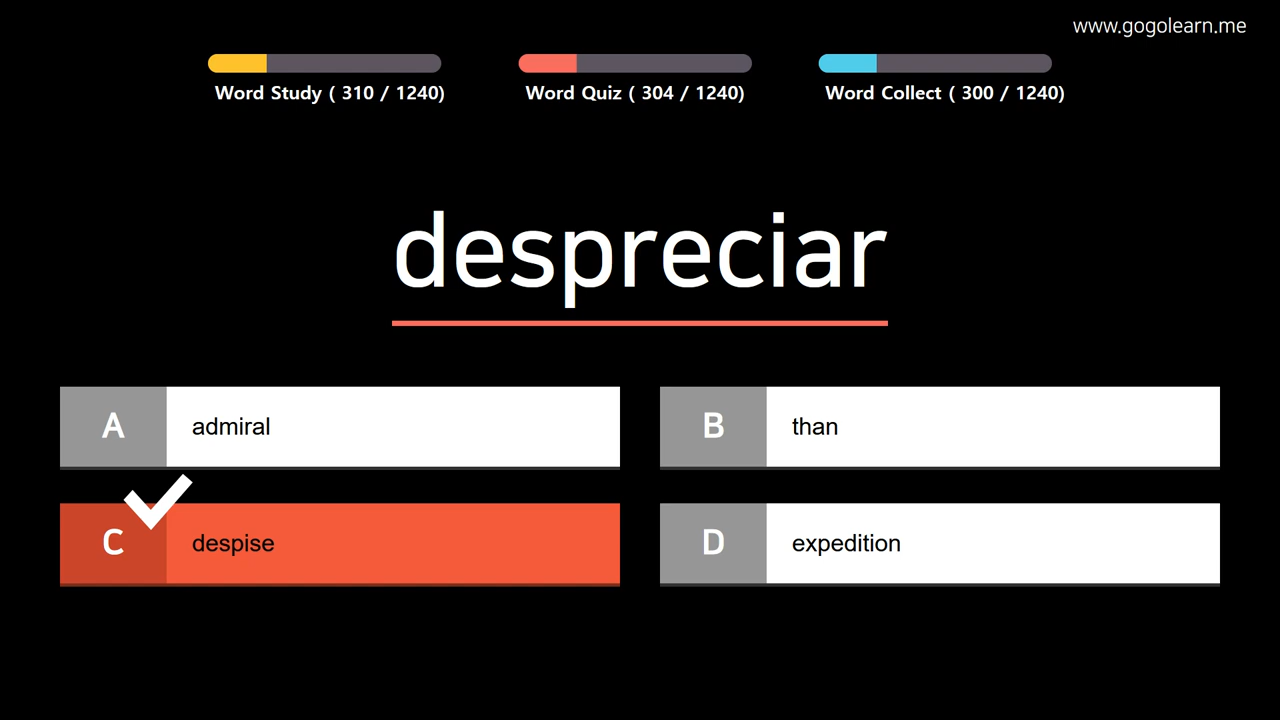 www.gogolearn.me
Word Study ( 310 / 1240)
Word Quiz ( 304 / 1240)
Word Collect ( 300 / 1240)
despreciar
A
admiral
B
than
C
despise
D
expedition